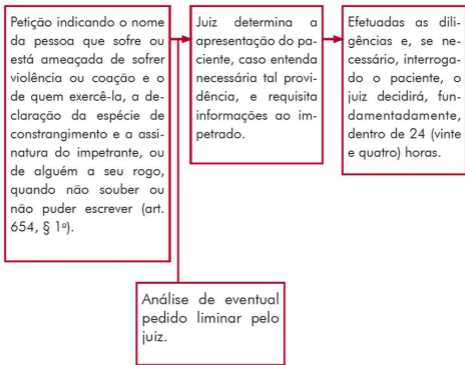 Petição indicando o nome
da pessoa que sofre ou
está ameaçada de sofrer
violência ou coação e o
de quem exercê-la, a de-
claração da espécie de
constrangimento e a assi-
natura do impetrante, ou
de alguém a seu rogo,
quando não souber ou
não puder escrever (art.
654, § 1º).
Juiz determina a
apresentação do pa-
ciente, caso entenda
necessária tal provi-
dência, e requisita
informações ao im-
petrado.
Efetuadas as dili-
gências e, se ne-
cessário, interroga-
do o paciente, o
juiz decidirá, fun-
damentadamente,
dentro de 24 (vinte
e quatro) horas.
Análise de eventual
pedido liminar pelo
juiz.